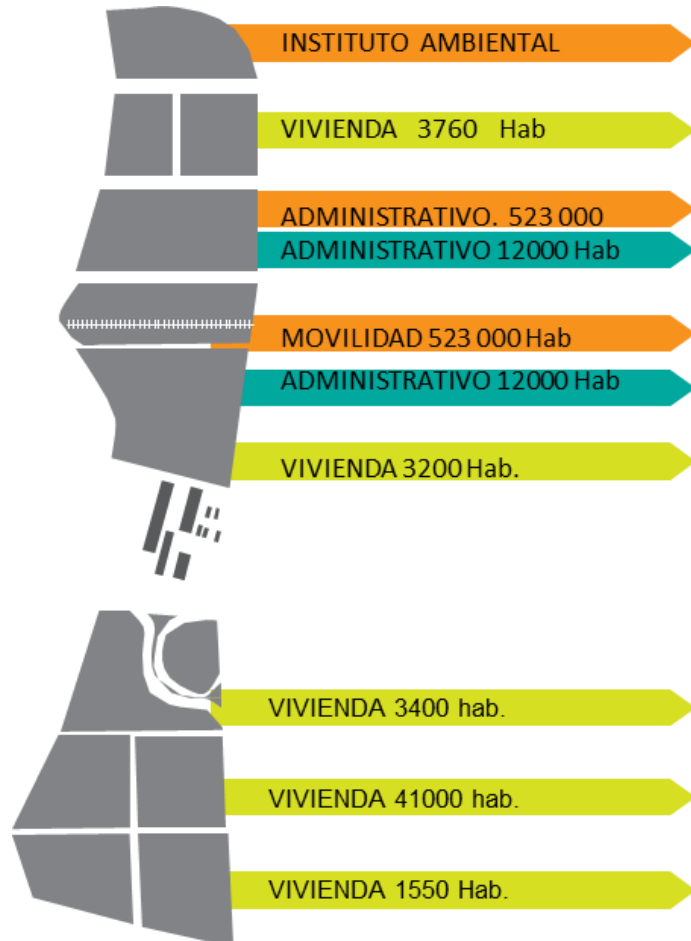 INSTITUTO AMBIENTAL
VIVIENDA 3760 Hab
ADMINISTRATIVO. 523 000
ADMINISTRATIVO 12000 Hab
MOVILIDAD 523 000 Hab
ADMINISTRATIVO 12000 Hab
VIVIENDA 3200 Hab.
VIVIENDA 3400 hab.
VIVIENDA 41000 hab.
VIVIENDA 1550 Hab.